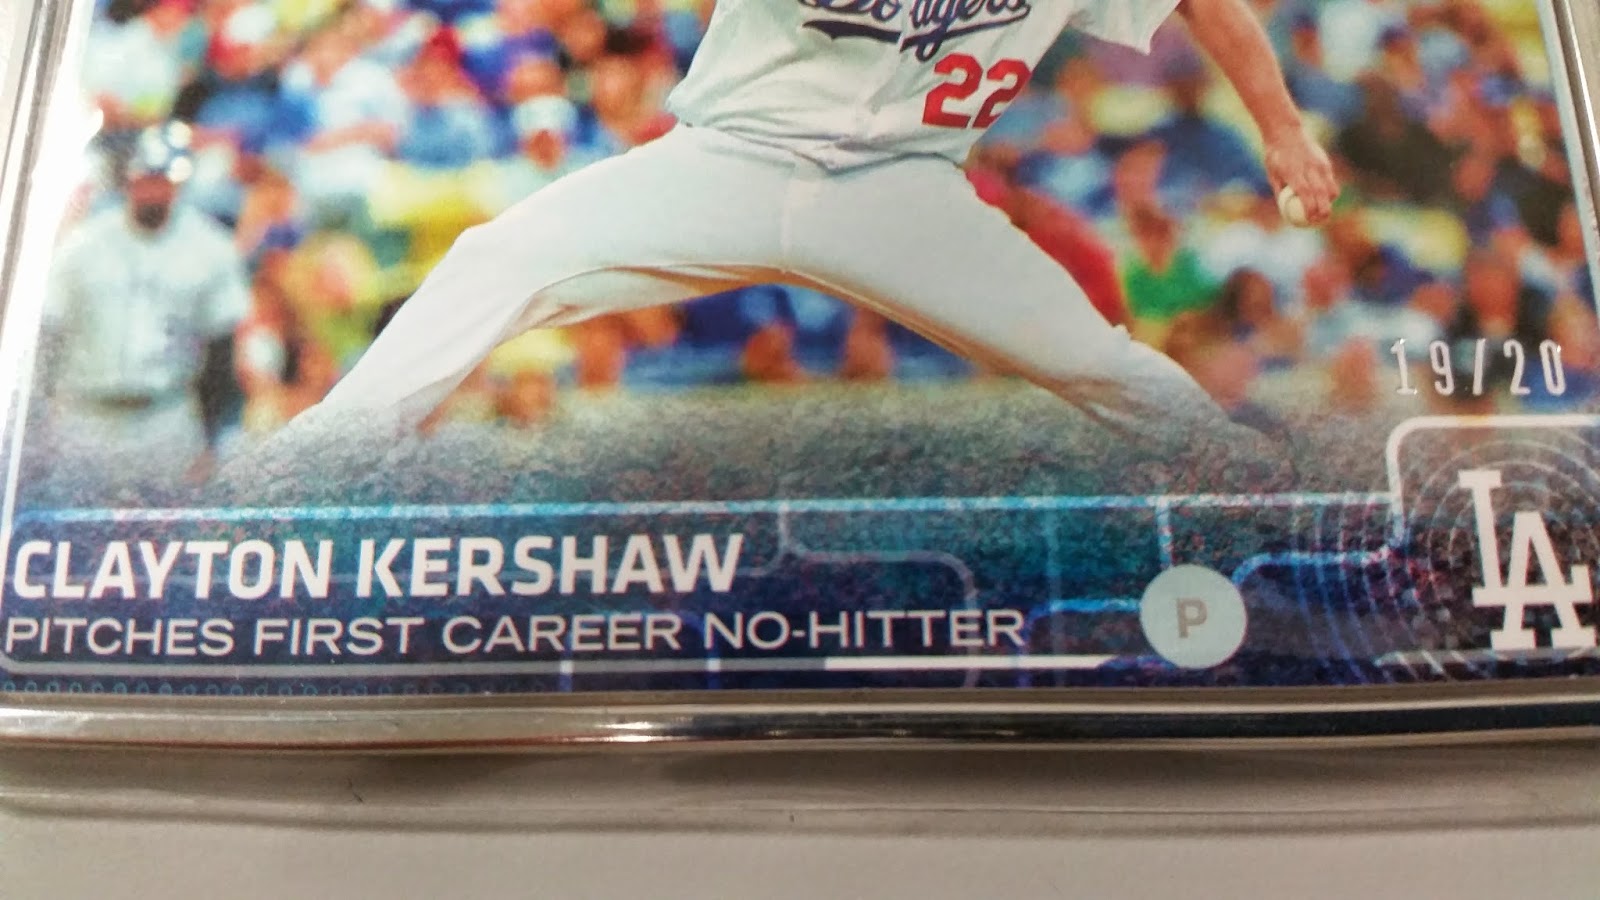 Dodgers
22
19/20
CLAYTON KERSHAW
PITCHES FIRST CAREER NO-HITTER
P
LA